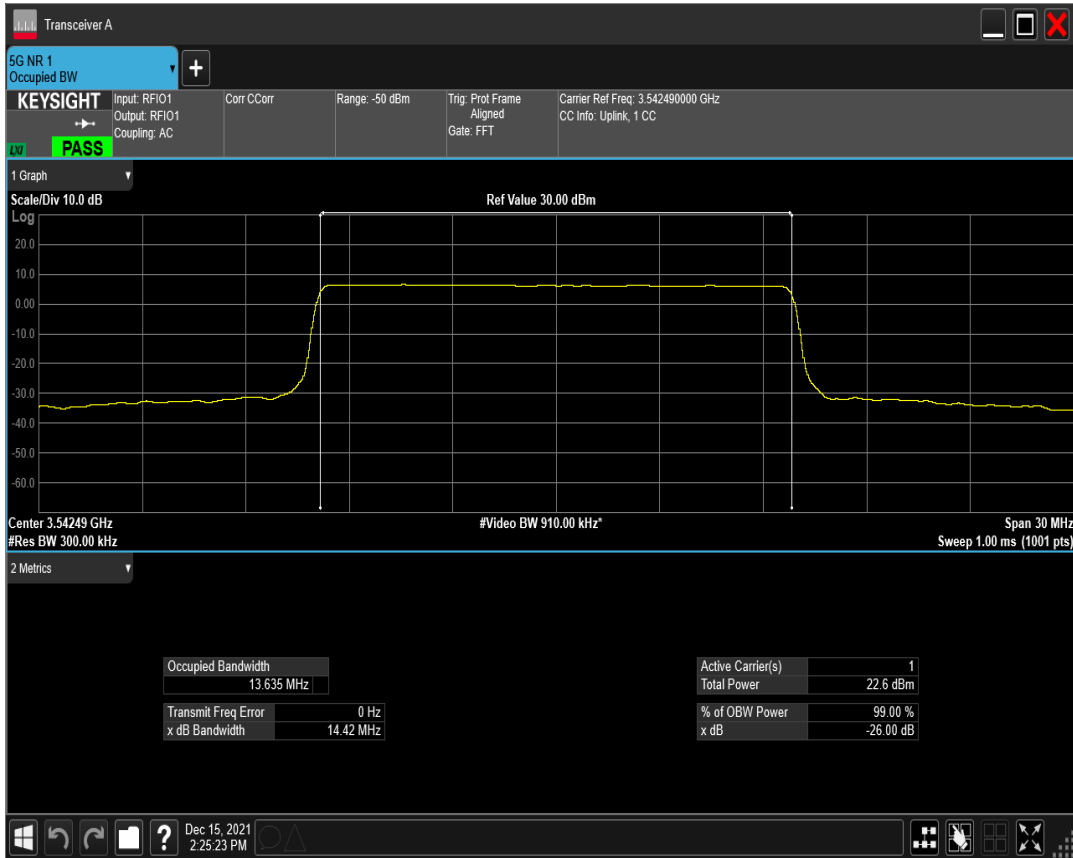 Transceiver A
5G NR 1
Occupied BW
KEYSIGHT
LXI
PASS
Input: RFIO1
Output: RFIO1
Coupling: AC
Corr CCorr
Range: -50 dBm
Trig: Prot Frame
Aligned
Gate: FFT
Carrier Ref Freq: 3.542490000 GHz
CC Info: Uplink, 1 CC
1 Graph
Scale/Div 10.0 dB
Ref Value 30.00 dBm
Log
20.0
10.0
0.00
-10.0
-20.0
-30.0
-40.0
-50.0
-60.0
Center 3.54249 GHz
#Video BW 910.00 kHz*
Span 30 MHz
#Res BW 300.00 kHz
Sweep 1.00 ms (1001 pts)
2 Metrics
Occupied Bandwidth
13.635 MHz
Transmit Freq Error 0 Hz
x dB Bandwidth 14.42 MHz
Active Carrier(s) 1
Total Power 22.6 dBm
% of OBW Power 99.00 %
x dB -26.00 dB
Dec 15, 2021
2:25:23 PM